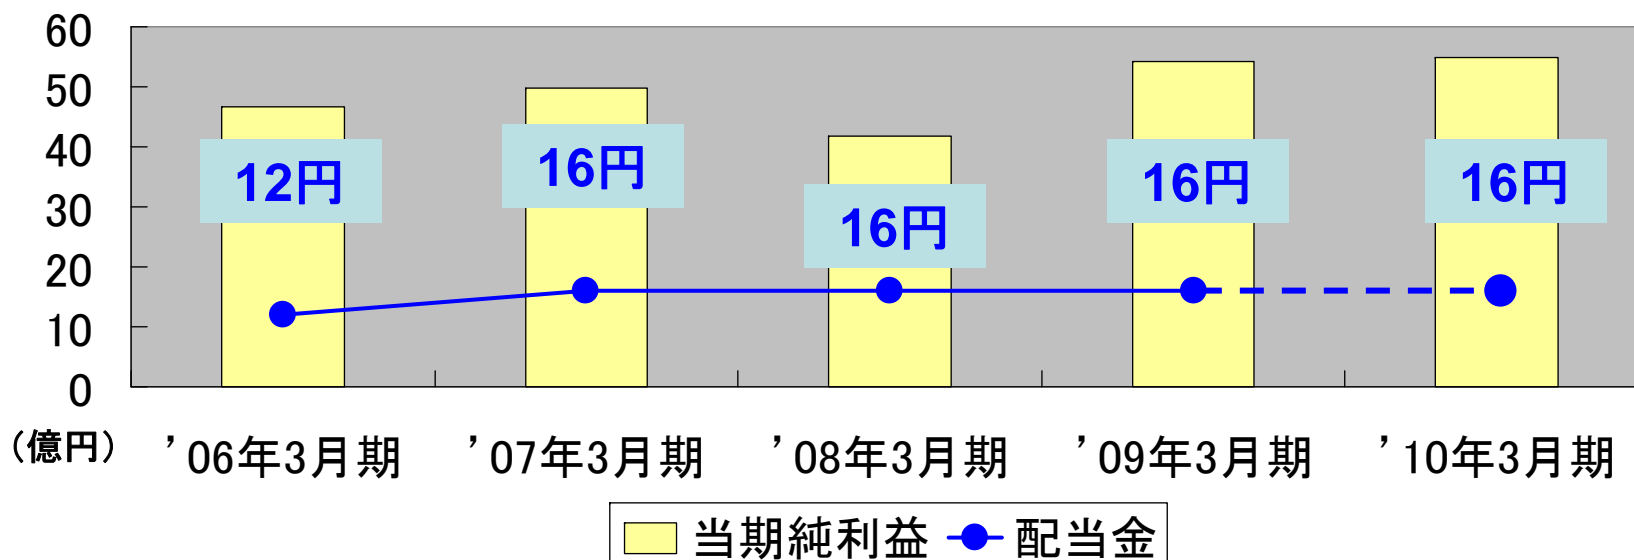 60
50
40
30
20
10
0
12円
16円
16円
16円
16円
（億円）
’06年3月期
’07年3月期
’08年3月期
’09年3月期
’10年3月期
当期純利益
配当金